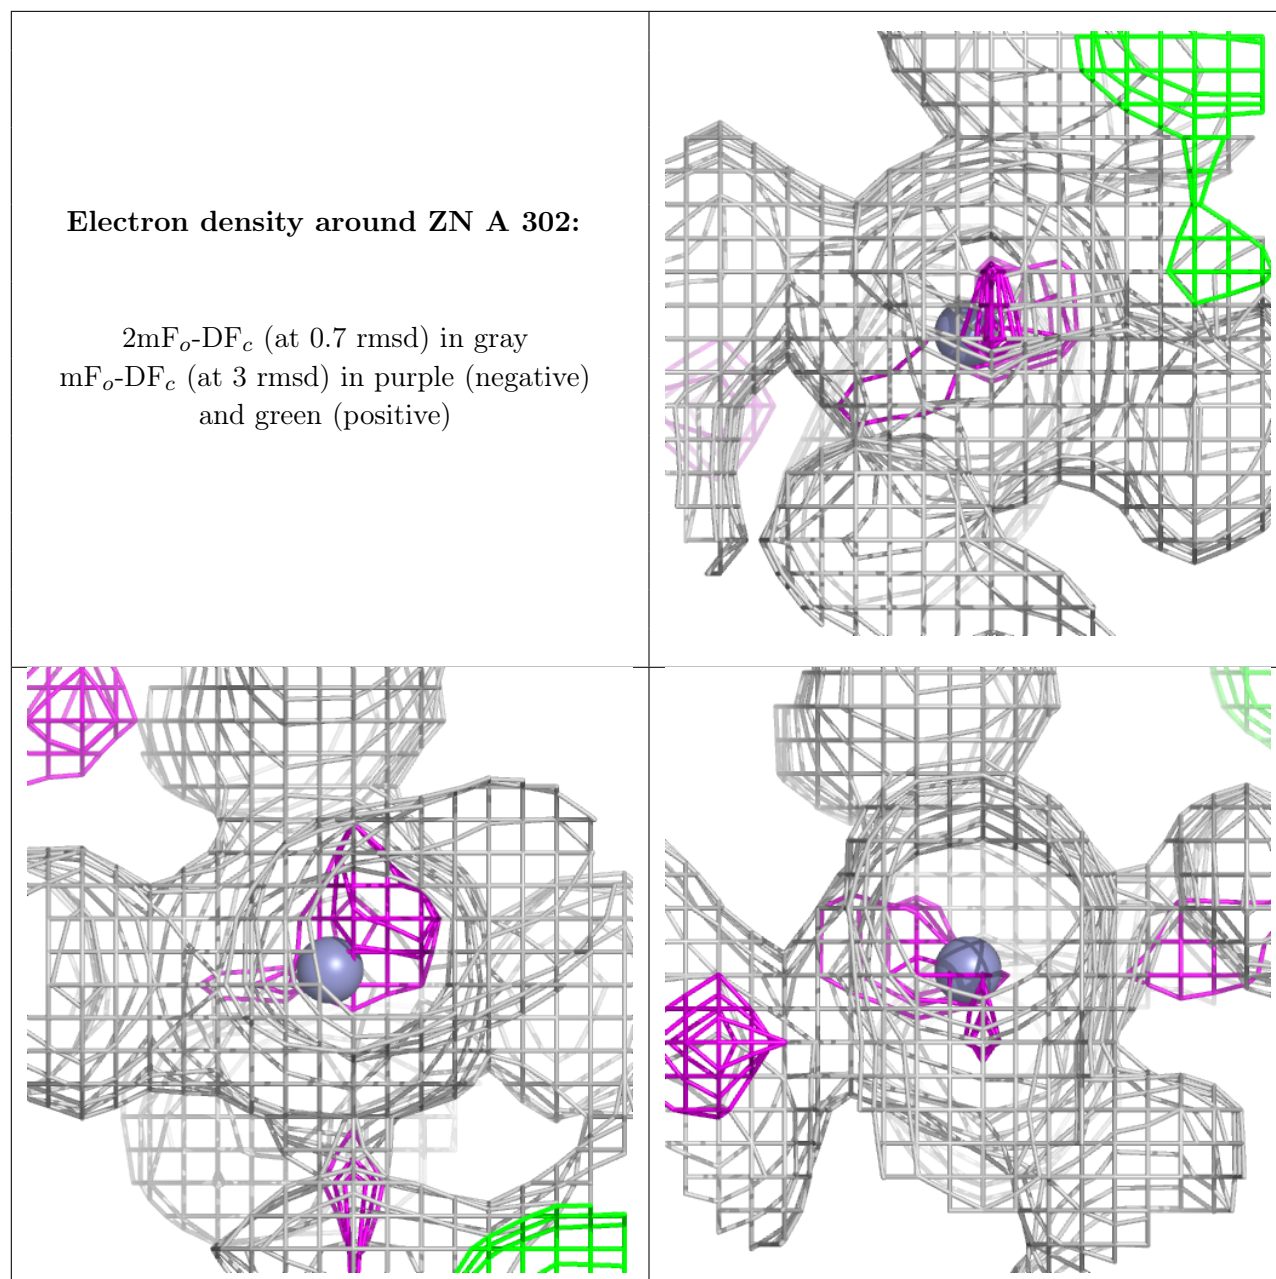 Electron density around ZN A 302:
2mFo-DFc (at 0.7 rmsd) in gray
mFo-DFc (at 3 rmsd) in purple (negative)
and green (positive)